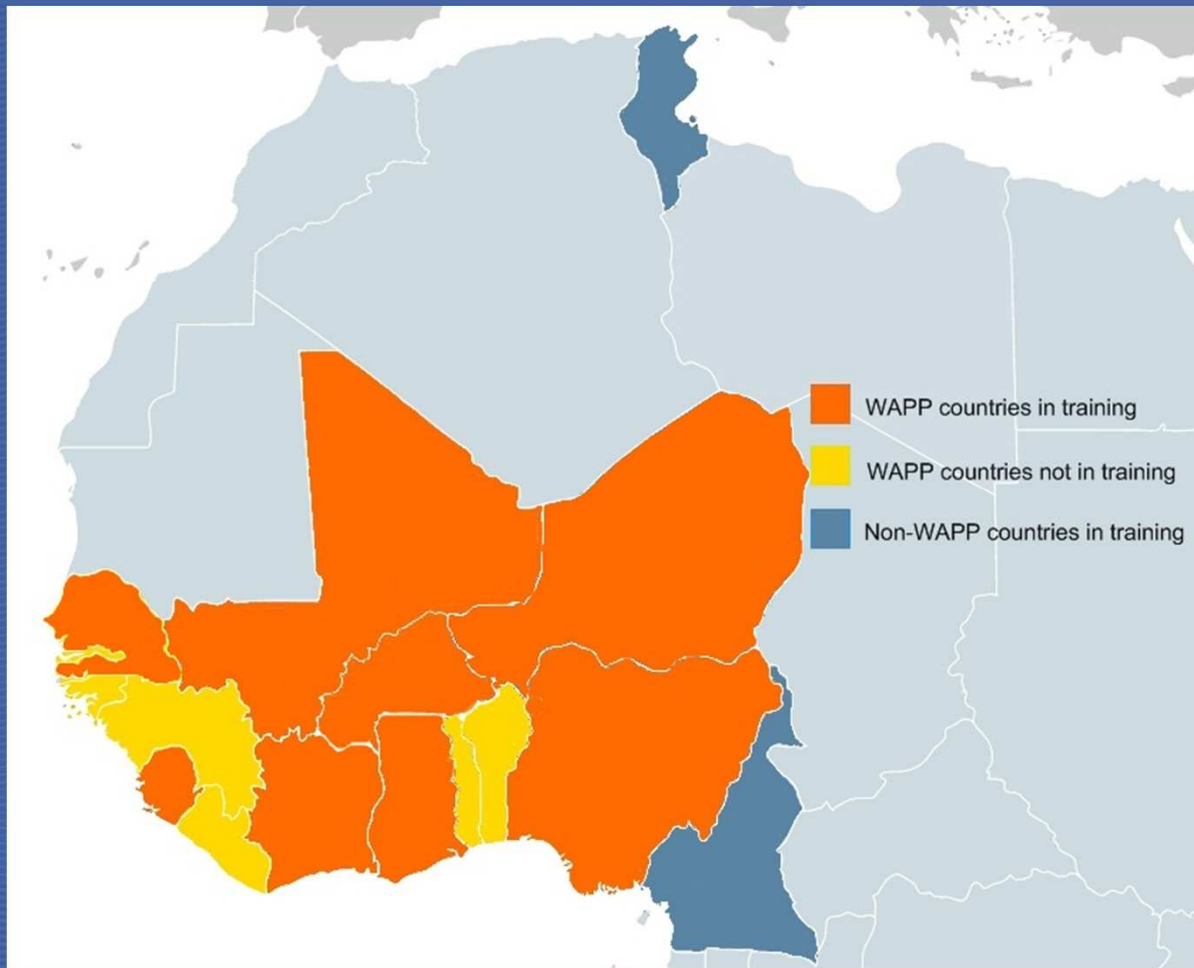 WAPP countries in training
WAPP countries not in training
Non-WAPP countries in training